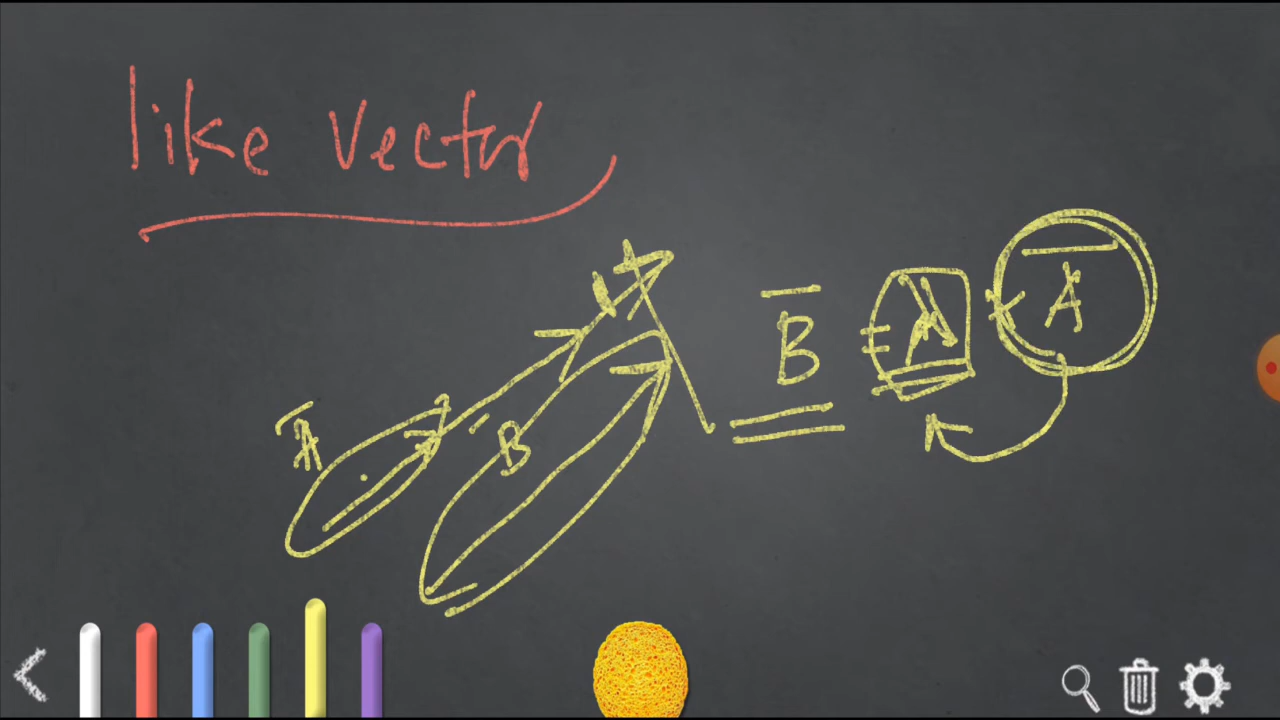 like vector
B = λ A
A
B